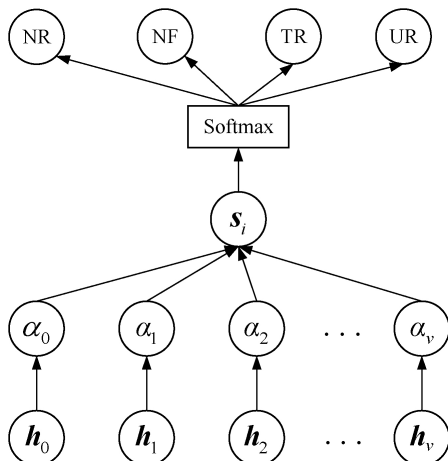 NR NF TR UR
Softmax
s_i
α_0 α_1 α_2 ... α_v
h_0 h_1 h_2 ... h_v